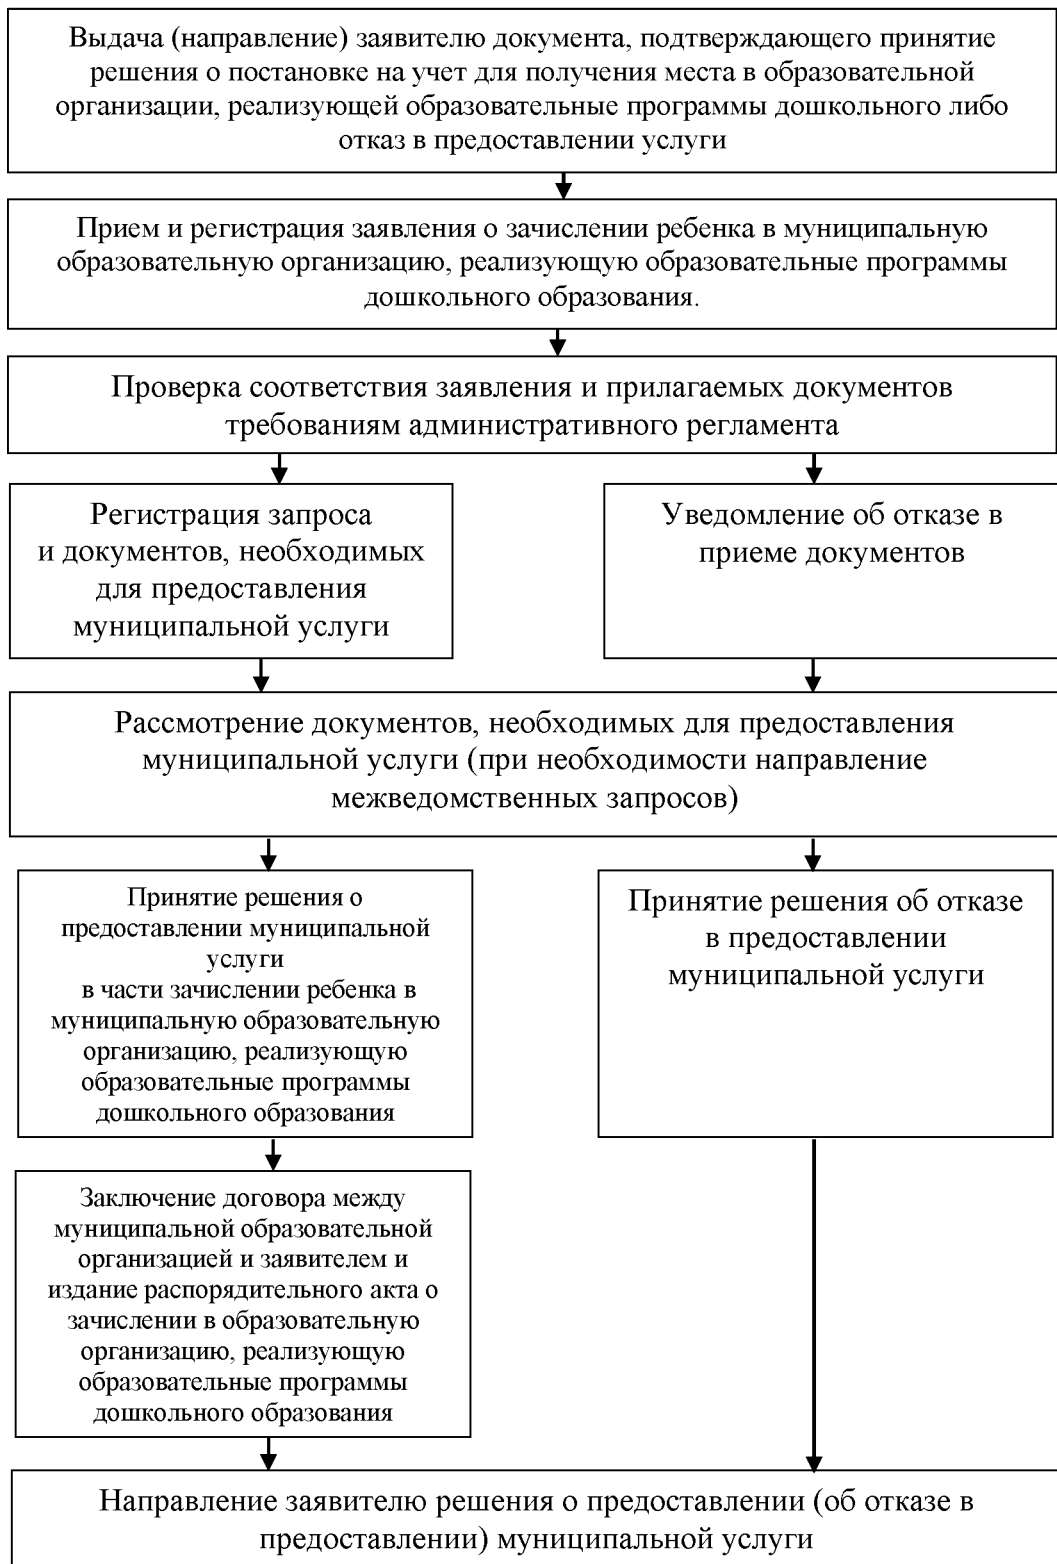 Выдача (направление) заявителю документа, подтверждающего принятие
решения о постановке на учет для получения места в образовательной
организации, реализующей образовательные программы дошкольного либо
отказ в предоставлении услуги
Прием и регистрация заявления о зачислении ребенка в муниципальную
образовательную организацию, реализующую образовательные программы
дошкольного образования.
Проверка соответствия заявления и прилагаемых документов
требованиям административного регламента
Регистрация запроса
и документов, необходимых
для предоставления
муниципальной услуги
Уведомление об отказе в
приеме документов
Рассмотрение документов, необходимых для предоставления
муниципальной услуги (при необходимости направление
межведомственных запросов)
Принятие решения о
предоставлении муниципальной
услуги
в части зачислении ребенка в
муниципальную образовательную
организацию, реализующую
образовательные программы
дошкольного образования
Принятие решения об отказе
в предоставлении
муниципальной услуги
Заключение договора между
муниципальной образовательной
организацией и заявителем и
издание распорядительного акта о
зачислении в образовательную
организацию, реализующую
образовательные программы
дошкольного образования
Направление заявителю решения о предоставлении (об отказе в
предоставлении) муниципальной услуги